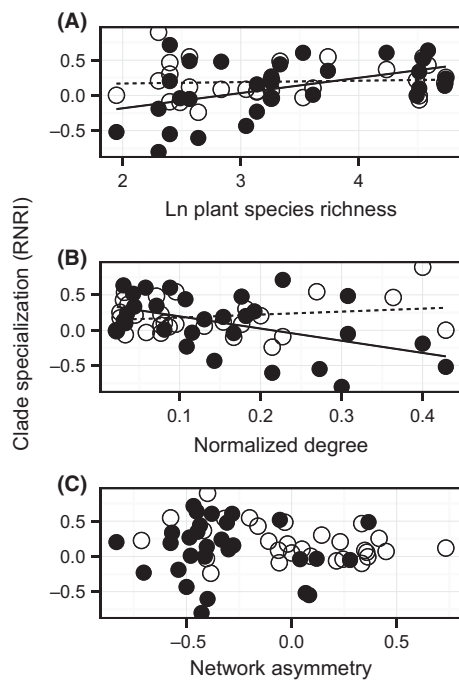 (A)
0.5
0.0
–0.5
2 3 4
Ln plant species richness
Clade specialization (RNRI)
(B)
0.5
0.0
–0.5
0.1 0.2 0.3 0.4
Normalized degree
(C)
0.5
0.0
–0.5
–0.5 0.0 0.5
Network asymmetry